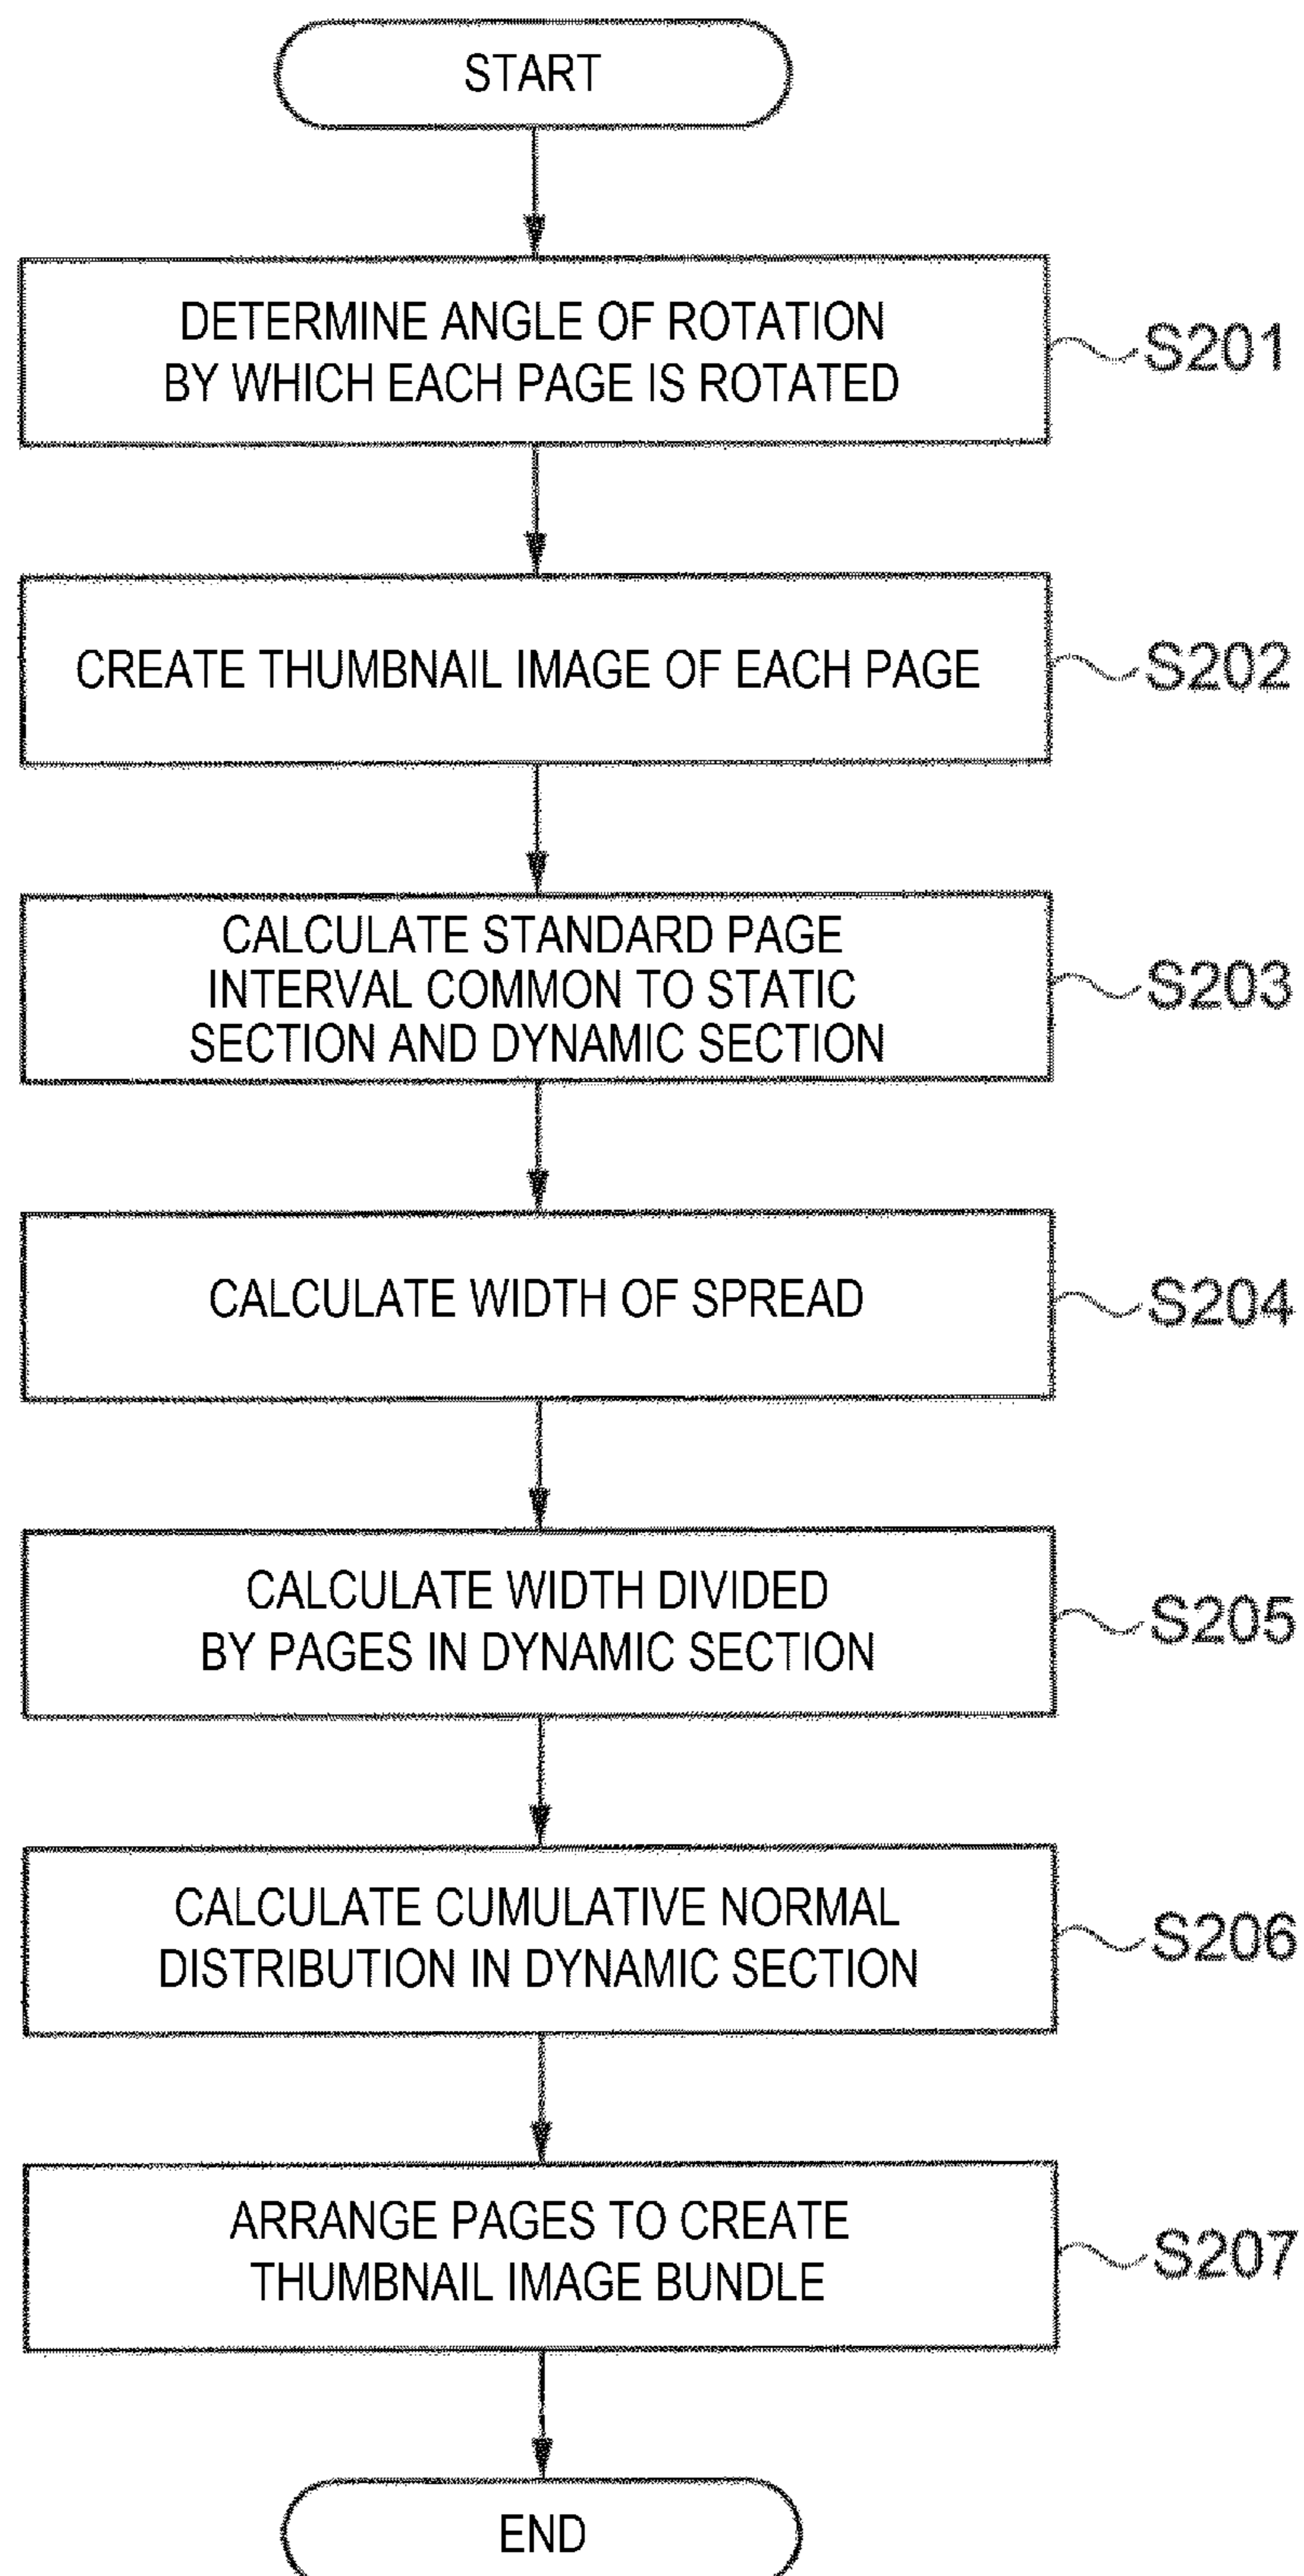 START
DETERMINE ANGLE OF ROTATION
BY WHICH EACH PAGE IS ROTATED
S201
CREATE THUMBNAIL IMAGE OF EACH PAGE
S202
CALCULATE STANDARD PAGE
INTERVAL COMMON TO STATIC
SECTION AND DYNAMIC SECTION
S203
CALCULATE WIDTH OF SPREAD
S204
CALCULATE WIDTH DIVIDED
BY PAGES IN DYNAMIC SECTION
S205
CALCULATE CUMULATIVE NORMAL
DISTRIBUTION IN DYNAMIC SECTION
S206
ARRANGE PAGES TO CREATE
THUMBNAIL IMAGE BUNDLE
S207
END